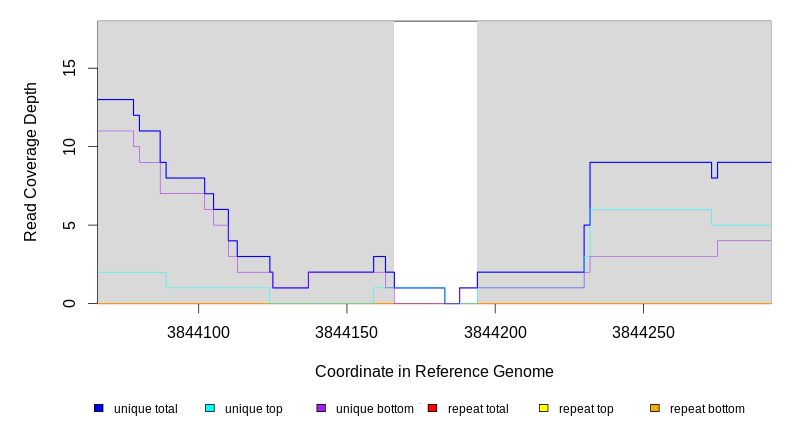 Read Coverage Depth
15
10
5
0
3844100 3844150 3844200 3844250
Coordinate in Reference Genome
unique total unique top unique bottom repeat total repeat top repeat bottom